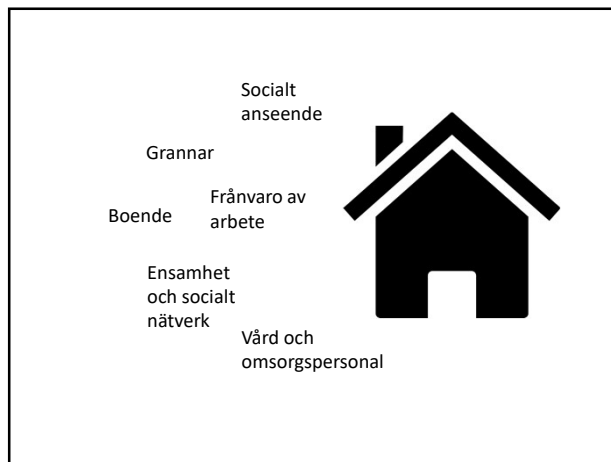 Socialt
anseende
Grannar
Frånvaro av
arbete
Boende
Ensamhet
och socialt
nätverk
Vård och
omsorgspersonal